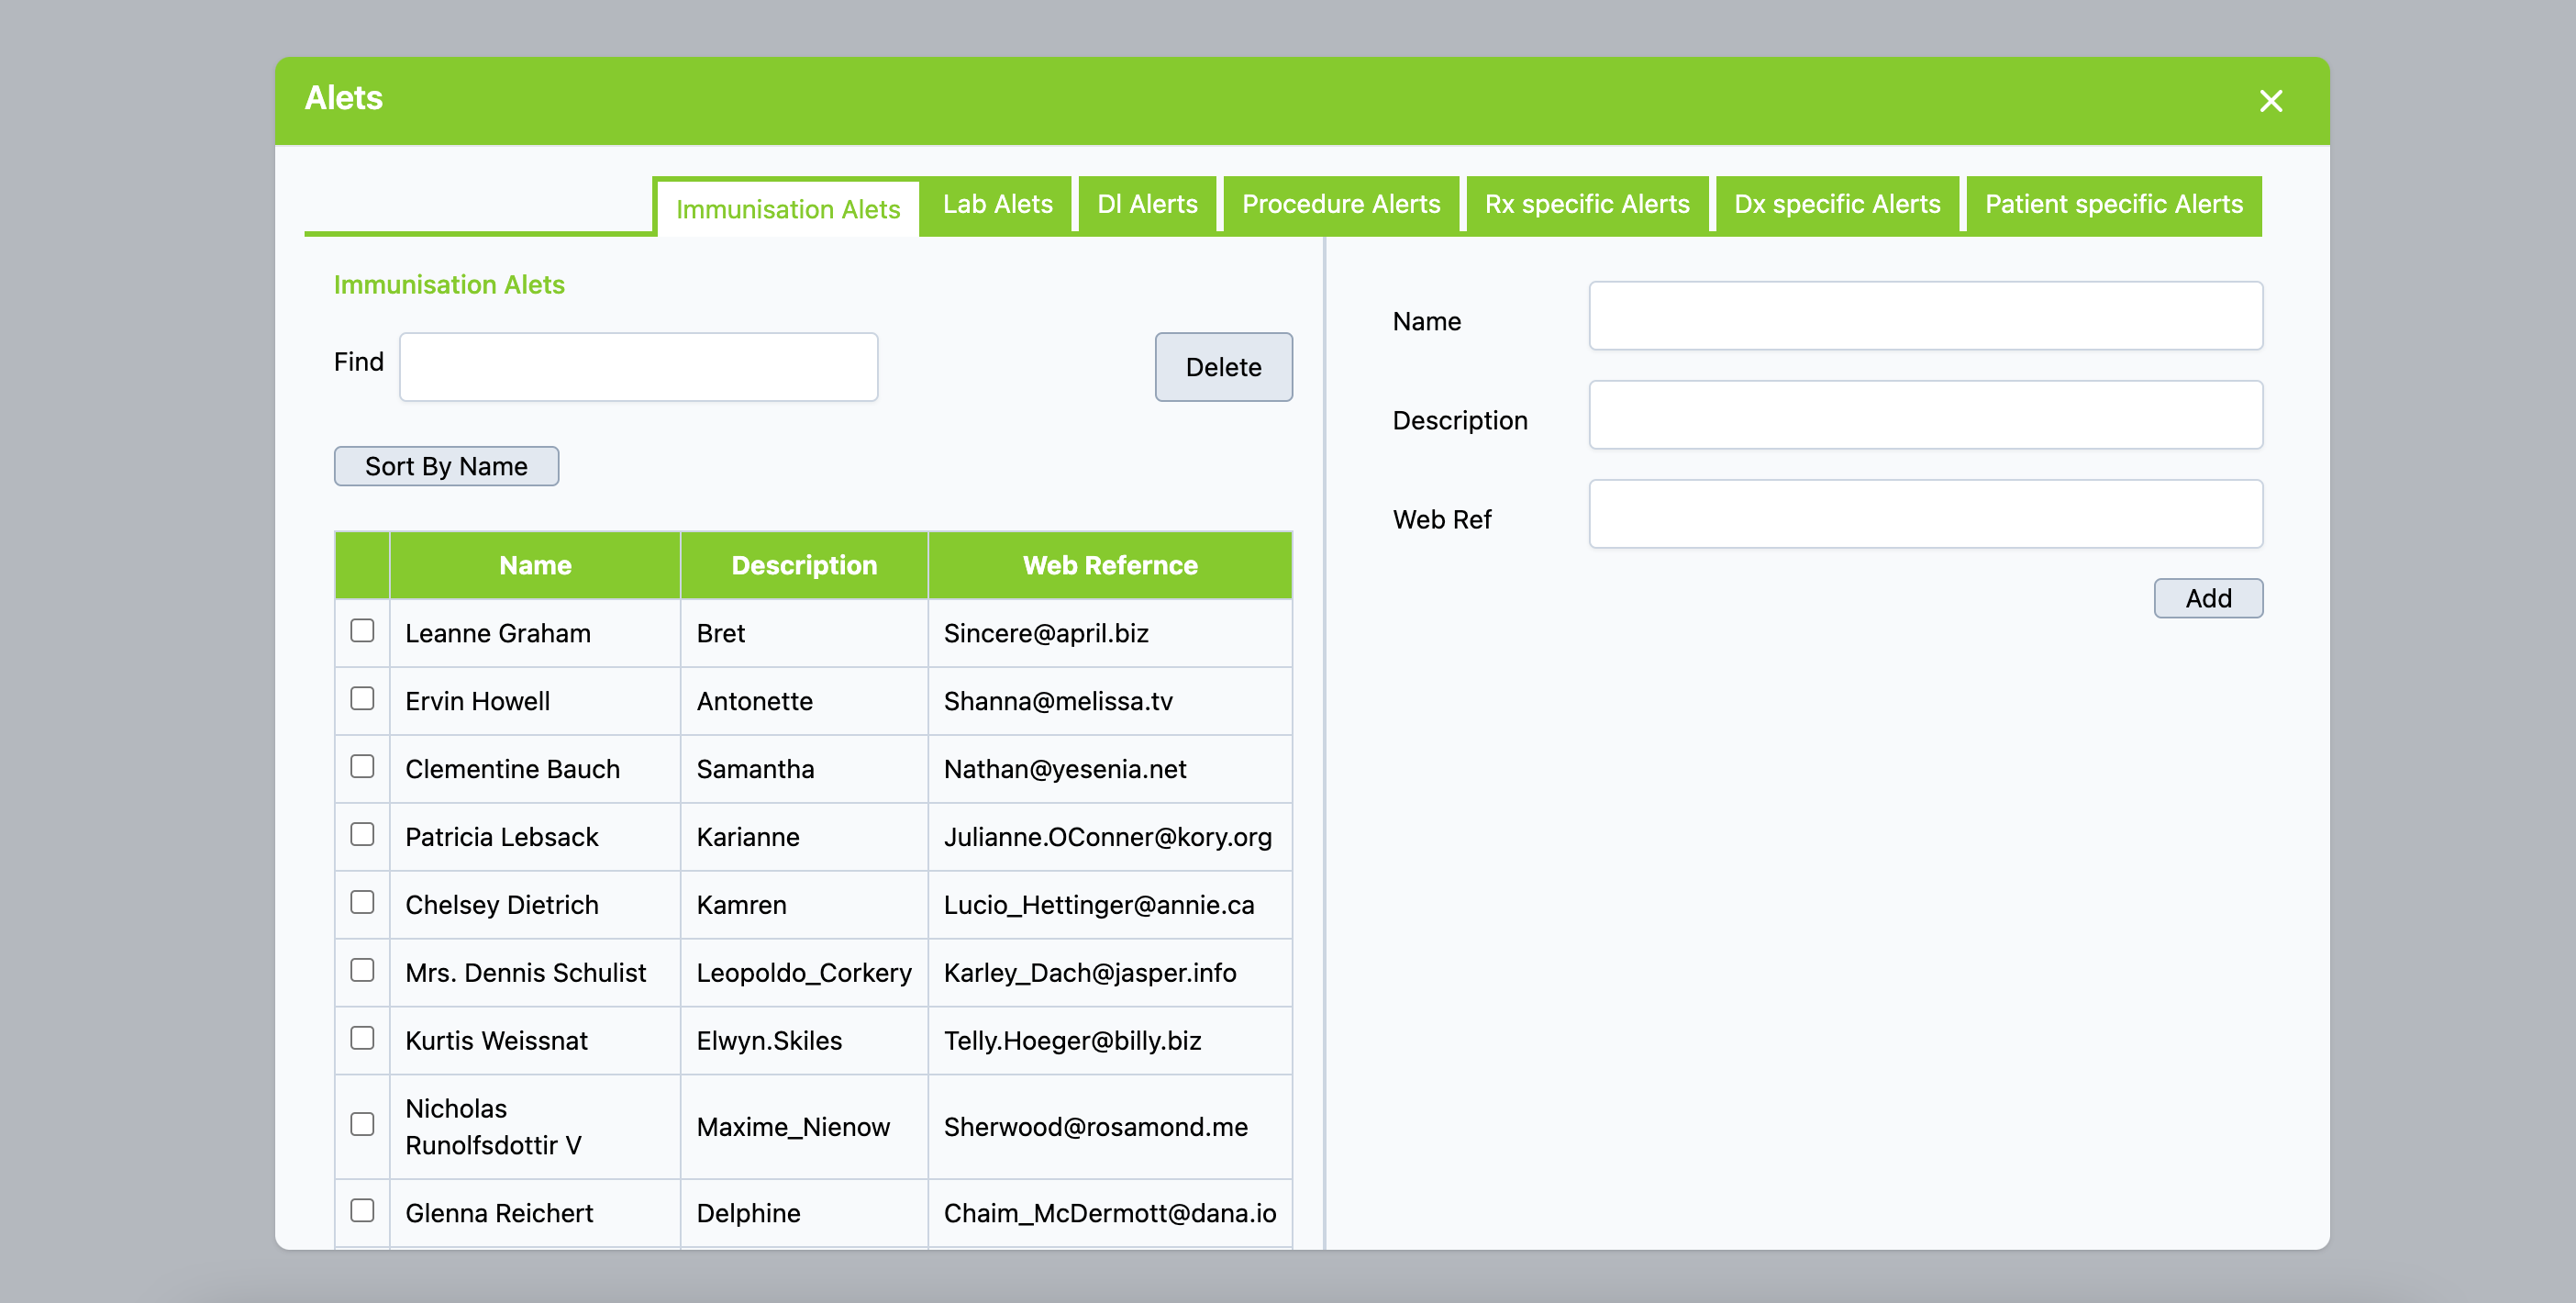 Alets
Immunisation Alets
Lab Alets
Dl Alerts
Procedure Alerts
Rx specific Alerts
Dx specific Alerts
Patient specific Alerts
Immunisation Alets
Find
Delete
Sort By Name
Name Description Web Refernce
Leanne Graham Bret Sincere@april.biz
Ervin Howell Antonette Shanna@melissa.tv
Clementine Bauch Samantha Nathan@yesenia.net
Patricia Lebsack Karianne Julianne.OConner@kory.org
Chelsey Dietrich Kamren Lucio_Hettinger@annie.ca
Mrs. Dennis Schulist Leopoldo_Corkery Karley_Dach@jasper.info
Kurtis Weissnat Elwyn.Skiles Telly.Hoeger@billy.biz
Nicholas
Runolfsdottir V Maxime_Nienow Sherwood@rosamond.me
Glenna Reichert Delphine Chaim_McDermott@dana.io
Name
Description
Web Ref
Add